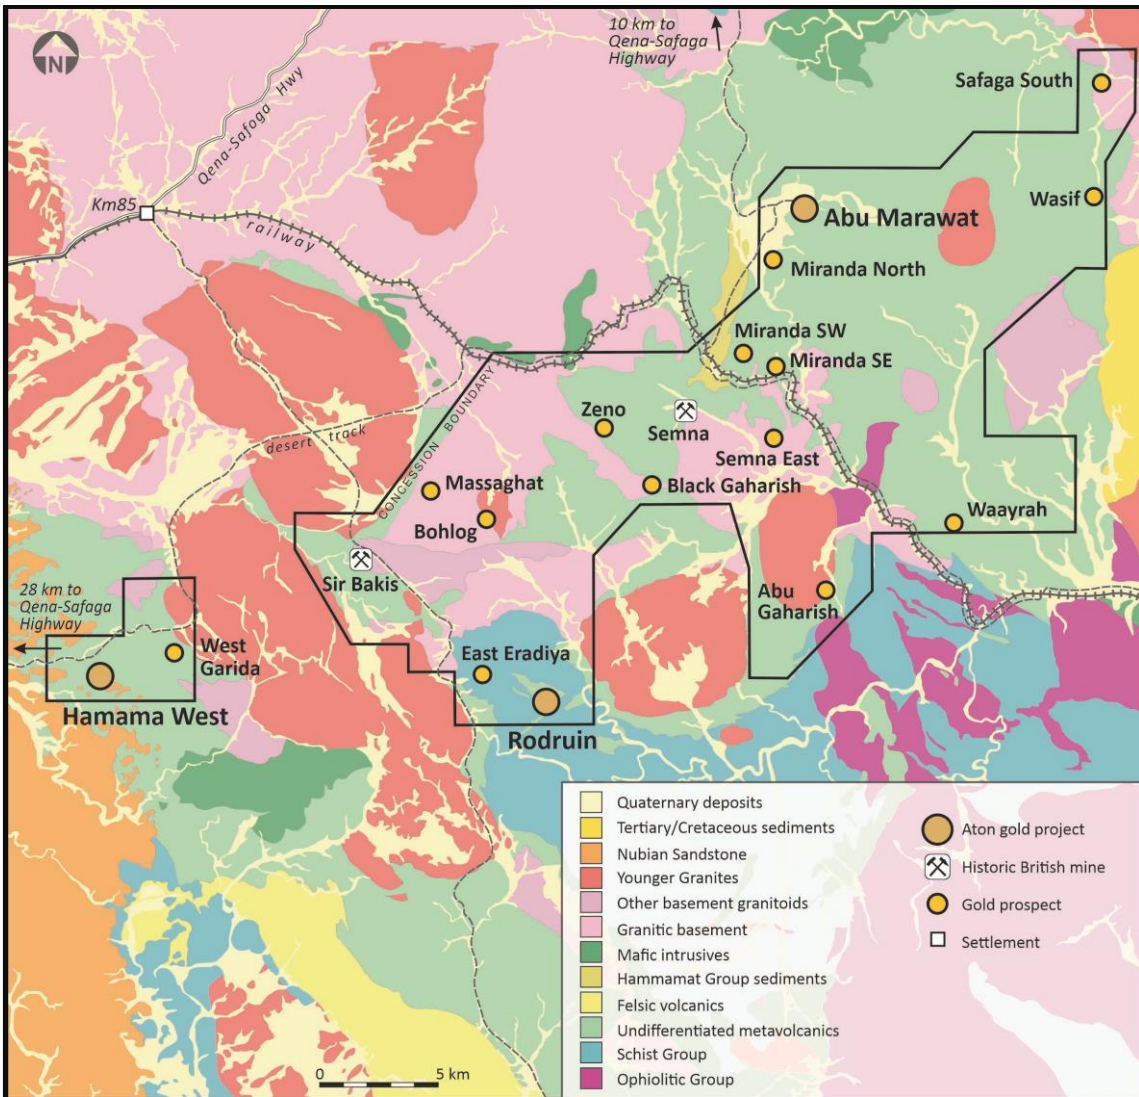 10 km to
Qena-Safaga
Highway
N
Safaga South
Qena-Safoga Hwy
Km85
railway
Wasif
Abu Marawat
Miranda North
Miranda SW
Miranda SE
CONCESSION BOUNDARY
desert track
Zeno
Semna
Semna East
Massaghat
Black Gaharish
Bohlog
Waayrah
Sir Bakis
Abu
Gaharish
28 km to
Qena-Safaga
Highway
West
Garida
East Eradiya
Hamama West
Rodruin
Quaternary deposits
Tertiary/Cretaceous sediments
Nubian Sandstone
Younger Granites
Other basement granitoids
Granitic basement
Mafic intrusives
Hammamat Group sediments
Felsic volcanics
Undifferentiated metavolcanics
Schist Group
Ophiolitic Group
Aton gold project
Historic British mine
Gold prospect
Settlement
0 5 km